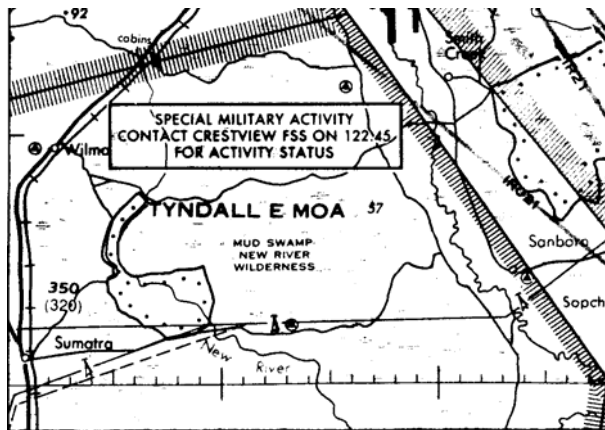 92
cabins
Smith
Creek
SPECIAL MILITARY ACTIVITY
CONTACT CRESTVIEW FSS ON 122.45
FOR ACTIVITY STATUS
Wilma
TYNDALL E MOA
57
MUD SWAMP
NEW RIVER
WILDERNESS
350
(320)
Sumatra
New
River
Sopch